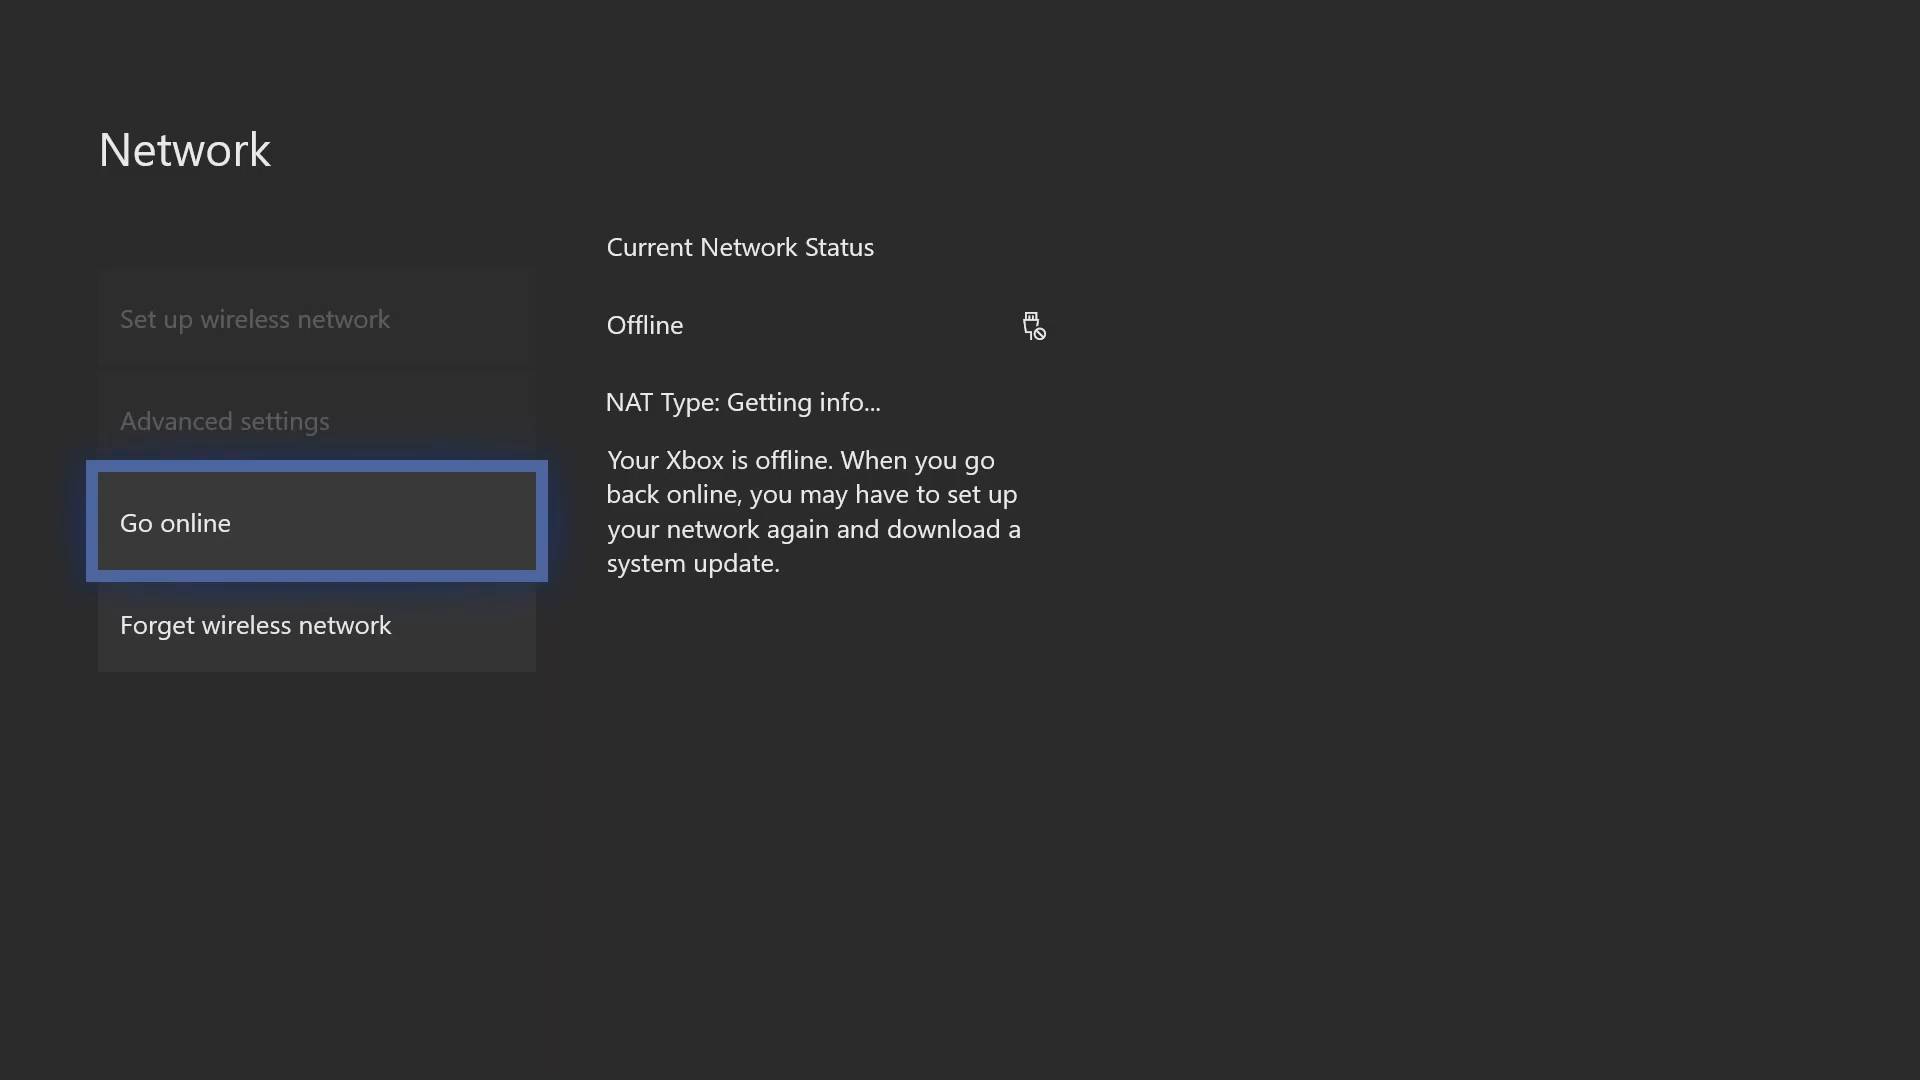 Network
Set up wireless network
Advanced settings
Go online
Forget wireless network
Current Network Status
Offline
NAT Type: Getting info...
Your Xbox is offline. When you go
back online, you may have to set up
your network again and download a
system update.